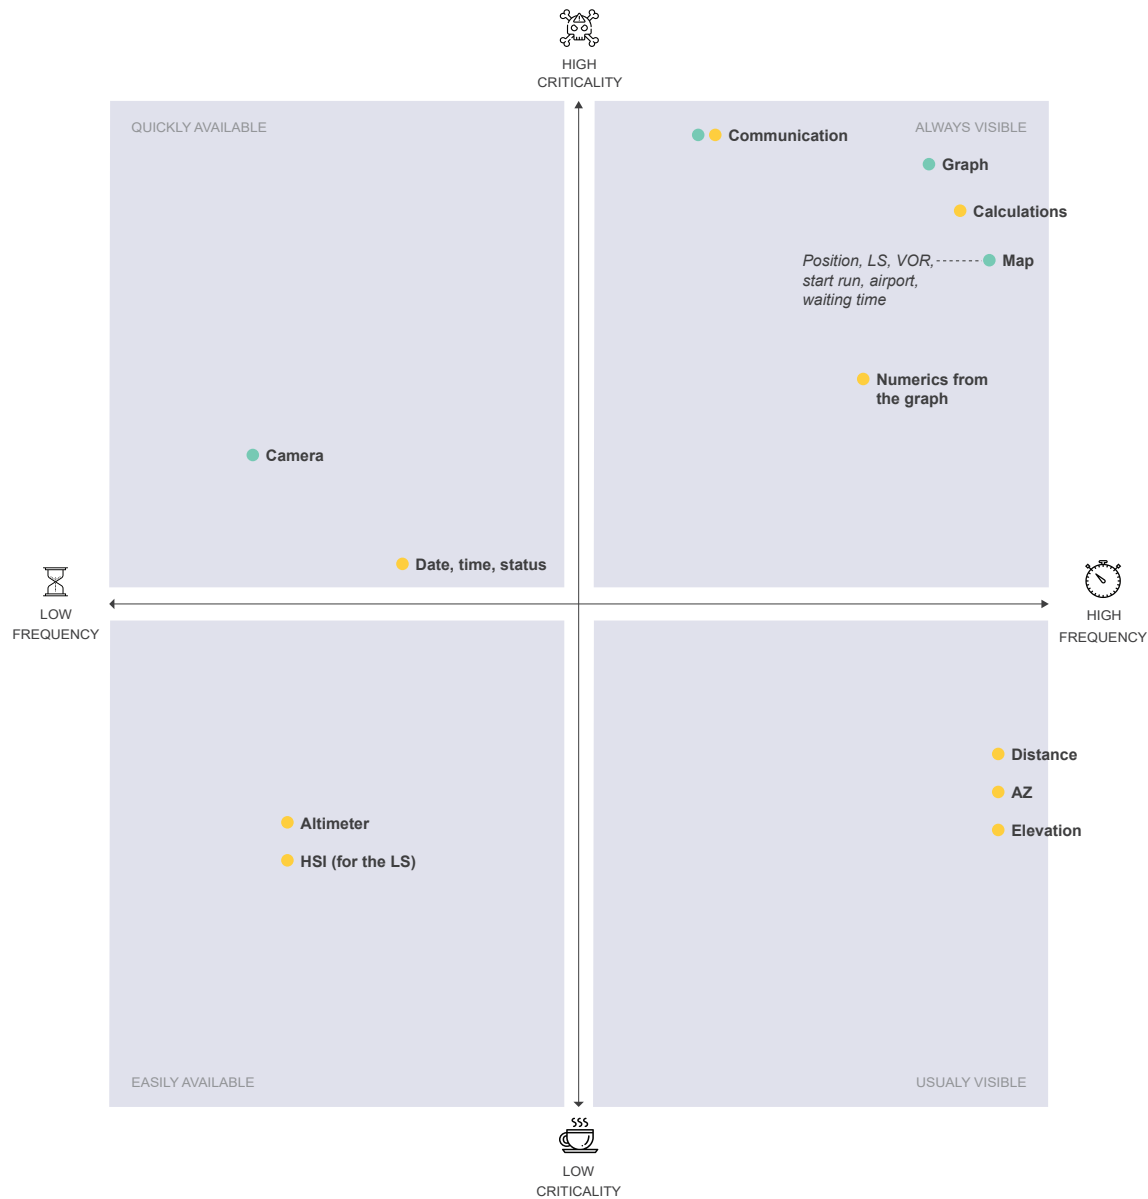 HIGH
CRITICALITY
QUICKLY AVAILABLE
ALWAYS VISIBLE
Communication
Graph
Calculations
Position, LS, VOR,
start run, airport,
waiting time
Map
Numerics from
the graph
Camera
Date, time, status
LOW
FREQUENCY
HIGH
FREQUENCY
Distance
AZ
Elevation
Altimeter
HSI (for the LS)
EASILY AVAILABLE
USUALY VISIBLE
LOW
CRITICALITY